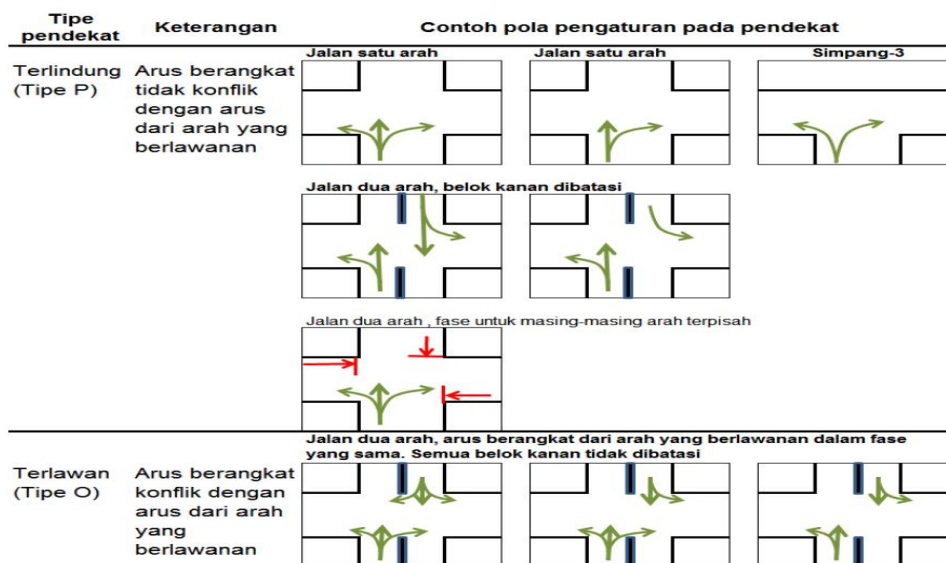 Tipe pendekat
Keterangan
Contoh pola pengaturan pada pendekat
Terlindung (Tipe P)
Arus berangkat
tidak konflik
dengan arus
dari arah yang
berlawanan
Jalan satu arah
Jalan satu arah
Simpang-3
Jalan dua arah, belok kanan dibatasi
Jalan dua arah , fase untuk masing-masing arah terpisah
Terlawan (Tipe O)
Arus berangkat
konflik dengan
arus dari arah
yang
berlawanan
Jalan dua arah, arus berangkat dari arah yang berlawanan dalam fase
yang sama. Semua belok kanan tidak dibatasi